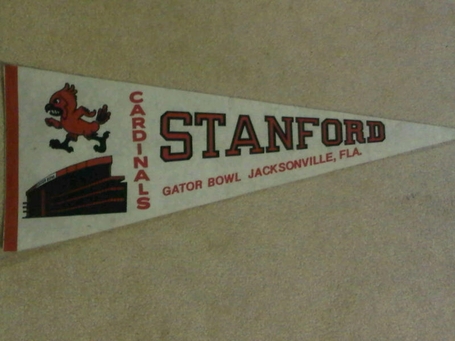 CARDINALS
STANFORD
GATOR BOWL JACKSONVILLE, FLA.